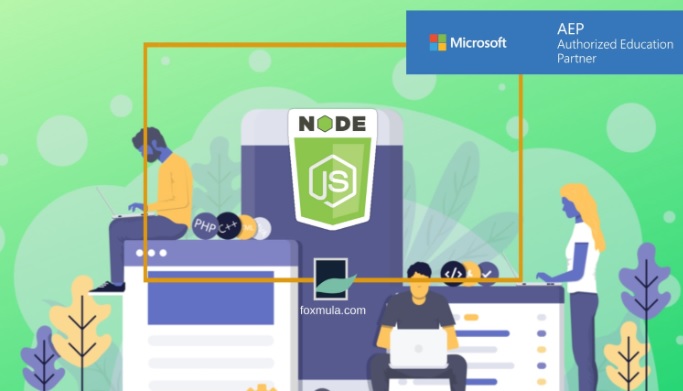 Microsoft
AEP
Authorized Education
Partner
NODE
JS
PHP
C++
</>
foxmula.com